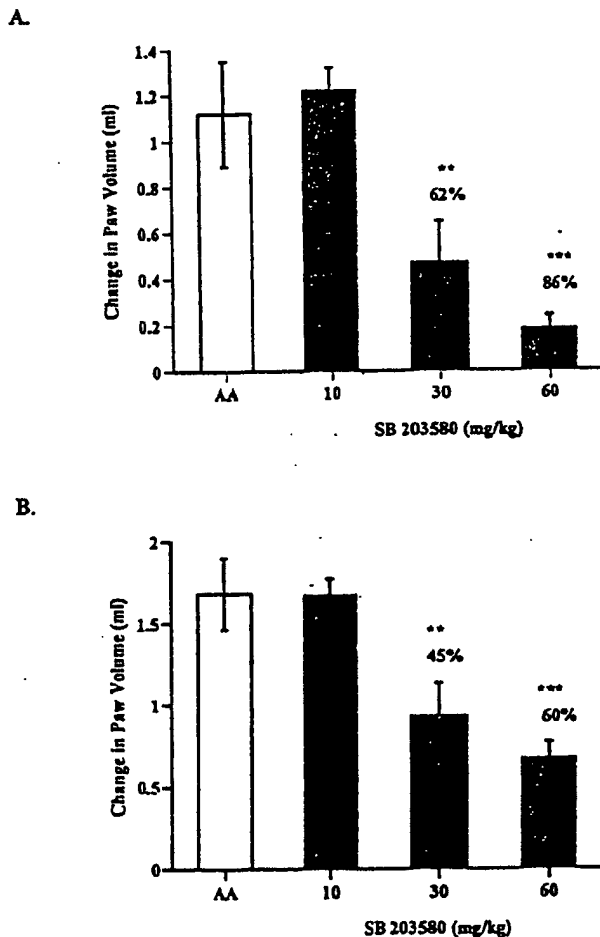 A.
Change in Paw Volume (ml)
1.4
1.2
1
0.8
0.6
0.4
0.2
0
**
62%
***
86%
AA 10 30 60
SB 203580 (mg/kg)
B.
Change in Paw Volume (ml)
2
1.5
1
0.5
0
**
45%
***
60%
AA 10 30 60
SB 203580 (mg/kg)